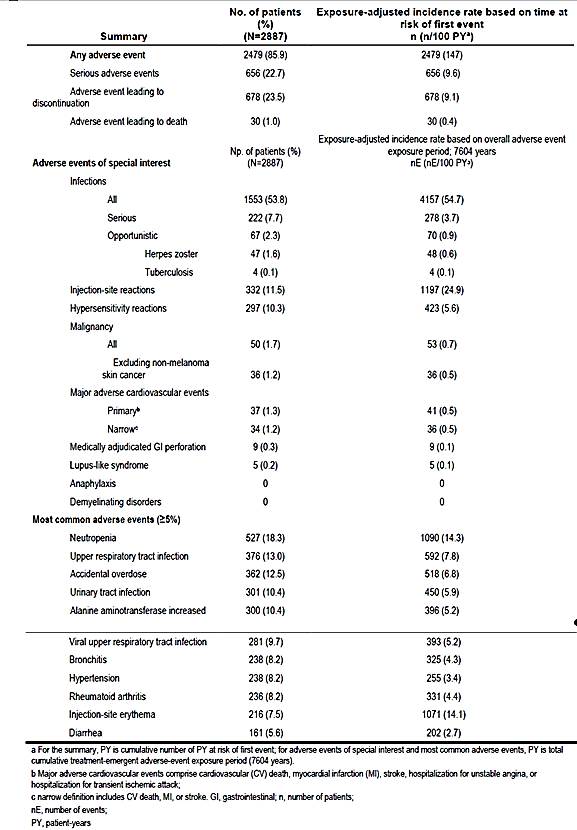 Summary No. of patients (%) (N=2887) Exposure-adjusted incidence rate based on time at risk of first event n (n/100 PYa)
Any adverse event 2479 (85.9) 2479 (147)
Serious adverse events 656 (22.7) 656 (9.6)
Adverse event leading to discontinuation 678 (23.5) 678 (9.1)
Adverse event leading to death 30 (1.0) 30 (0.4)
Adverse events of special interest Np. of patients (%) (N=2887) Exposure-adjusted incidence rate based on overall adverse event exposure period; 7604 years nE (nE/100 PYa)
Infections
All 1553 (53.8) 4157 (54.7)
Serious 222 (7.7) 278 (3.7)
Opportunistic 67 (2.3) 70 (0.9)
Herpes zoster 47 (1.6) 48 (0.6)
Tuberculosis 4 (0.1) 4 (0.1)
Injection-site reactions 332 (11.5) 1197 (24.9)
Hypersensitivity reactions 297 (10.3) 423 (5.6)
Malignancy
All 50 (1.7) 53 (0.7)
Excluding non-melanoma skin cancer 36 (1.2) 36 (0.5)
Major adverse cardiovascular events
Primaryb 37 (1.3) 41 (0.5)
Narrowc 34 (1.2) 36 (0.5)
Medically adjudicated GI perforation 9 (0.3) 9 (0.1)
Lupus-like syndrome 5 (0.2) 5 (0.1)
Anaphylaxis 0 0
Demyelinating disorders 0 0
Most common adverse events (≥5%)
Neutropenia 527 (18.3) 1090 (14.3)
Upper respiratory tract infection 376 (13.0) 592 (7.8)
Accidental overdose 362 (12.5) 518 (6.8)
Urinary tract infection 301 (10.4) 450 (5.9)
Alanine aminotransferase increased 300 (10.4) 396 (5.2)
Viral upper respiratory tract infection 281 (9.7) 393 (5.2)
Bronchitis 238 (8.2) 325 (4.3)
Hypertension 238 (8.2) 255 (3.4)
Rheumatoid arthritis 236 (8.2) 331 (4.4)
Injection-site erythema 216 (7.5) 1071 (14.1)
Diarrhea 161 (5.6) 202 (2.7)
a For the summary, PY is cumulative number of PY at risk of first event; for adverse events of special interest and most common adverse events, PY is total
cumulative treatment-emergent adverse-event exposure period (7604 years).
b Major adverse cardiovascular events comprise cardiovascular (CV) death, myocardial infarction (MI), stroke, hospitalization for unstable angina, or
hospitalization for transient ischemic attack;
c narrow definition includes CV death, MI, or stroke. GI, gastrointestinal; n, number of patients;
nE, number of events;
PY, patient-years